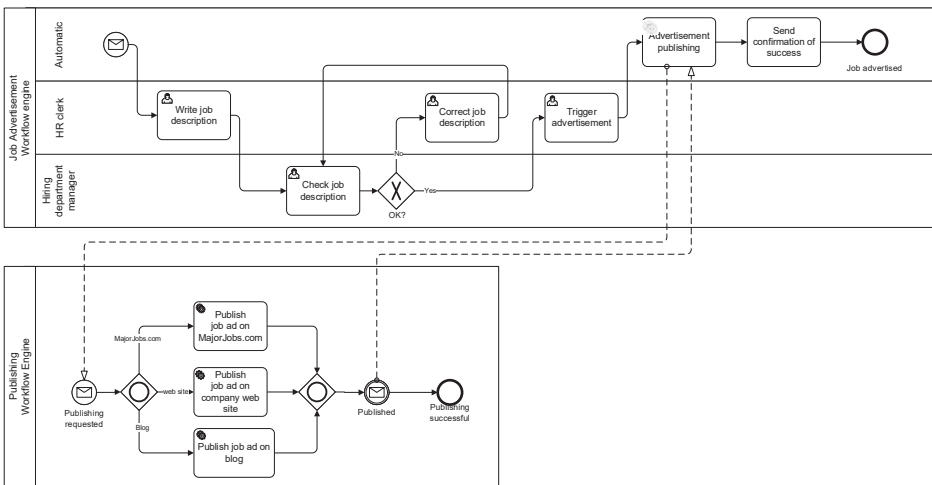 Job Advertisement
Workflow engine
Automatic
HR clerk
Hiring
department
manager
Write job
description
Check job
description
OK?
No
Yes
Correct job
description
Trigger
advertisement
Advertisement
publishing
Send
confirmation of
success
Job advertised
Publishing
Workflow Engine
Publishing
requested
MajorJobs.com
web site
Blog
Publish
job ad on
MajorJobs.com
Publish
job ad on
company web
site
Publish job ad on
blog
Published
Publishing
successful